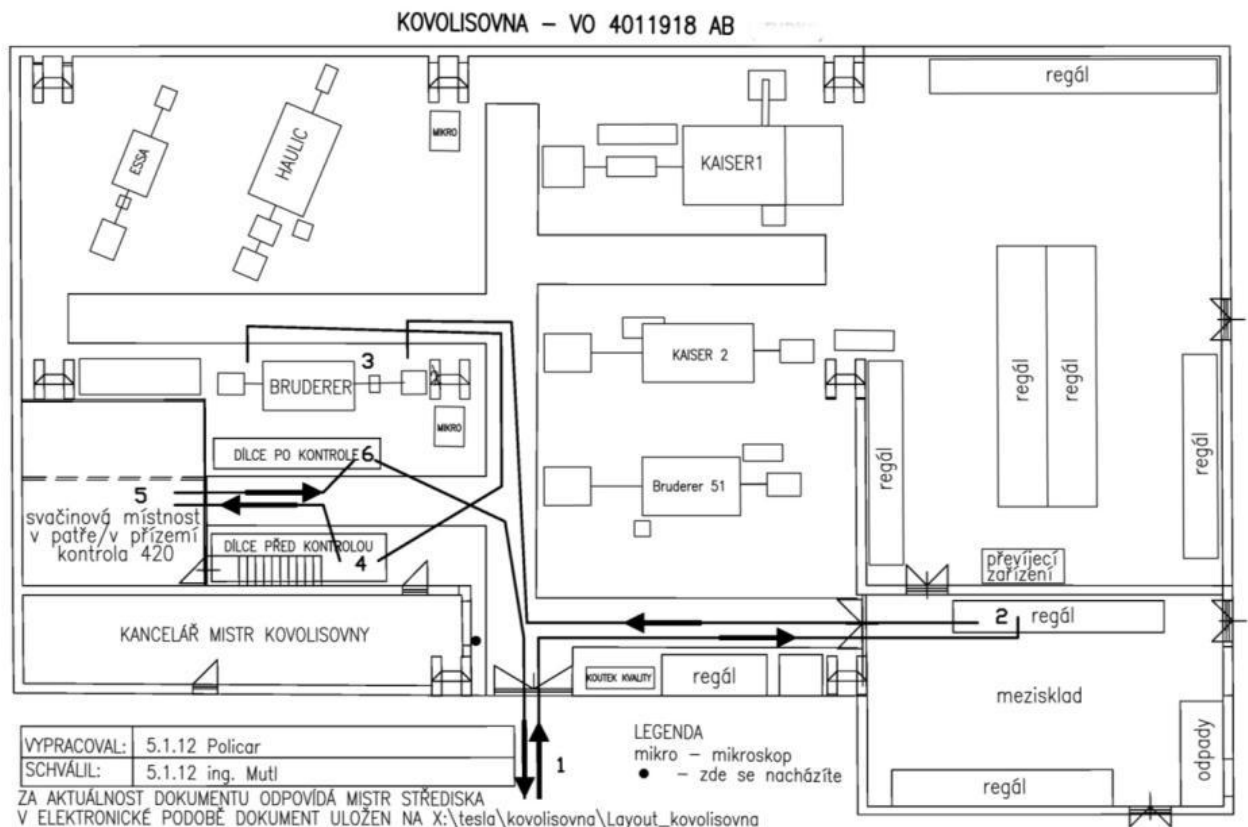 KOVOLISOVNA – VO 4011918 AB
regál
MIKRO
ESSA
HAULIC
KAISER1
KAISER 2
regál
regál
regál
regál
3
BRUDERER
2
MIKRO
DÍLCE PO KONTROLE 6
Bruderer 51
5
svačinová místnost
v patře/v přízemí
kontrola 420
DÍLCE PŘED KONTROLOU
4
převíjecí
zařízení
2 regál
KANCELÁŘ MISTR KOVOLISOVNY
KOUTEK KVALITY
regál
mezisklad
odpady
regál
1
VYPRACOVAL: 5.1.12 Policar
SCHVÁLIL: 5.1.12 ing. Mutl
LEGENDA
mikro – mikroskop
● – zde se nacházíte
ZA AKTUÁLNOST DOKUMENTU ODPOVÍDÁ MISTR STŘEDISKA
V ELEKTRONICKÉ PODOBĚ DOKUMENT ULOŽEN NA X:\tesla\kovolisovna\Layout_kovolisovna